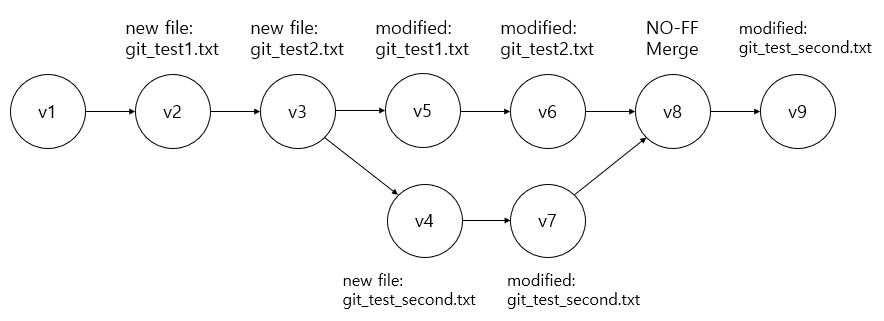 new file:
git_test1.txt
new file:
git_test2.txt
modified:
git_test1.txt
modified:
git_test2.txt
NO-FF
Merge
modified:
git_test_second.txt
v1
v2
v3
v5
v6
v8
v9
v4
v7
new file:
git_test_second.txt
modified:
git_test_second.txt